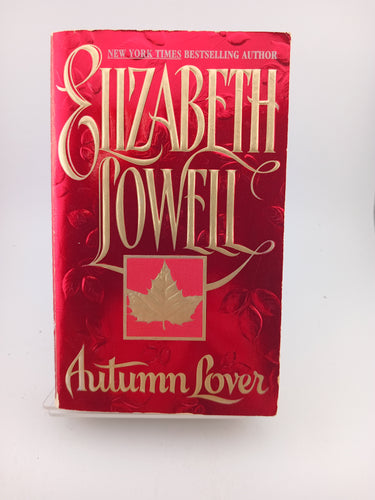 NEW YORK TIMES BESTSELLING AUTHOR
ELIZABETH
LOWELL
Autumn Lover